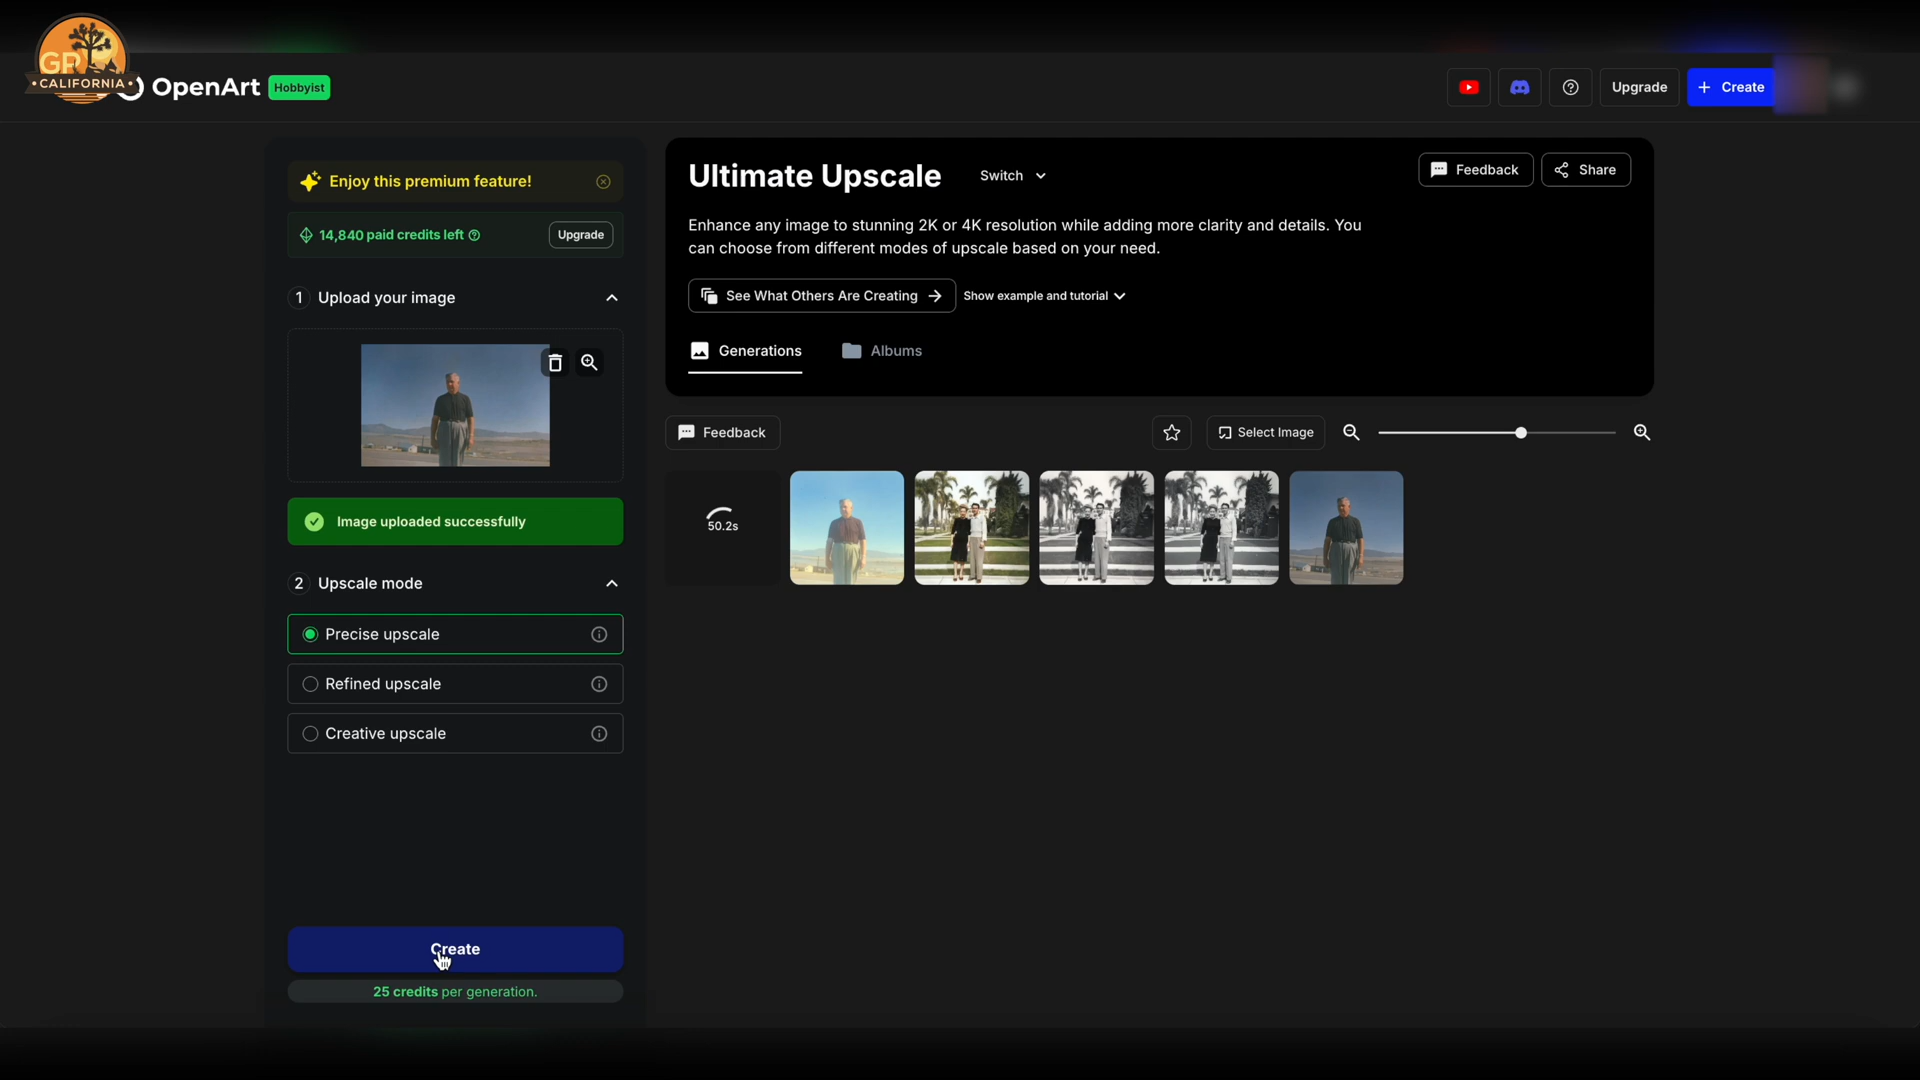 GPS
CALIFORNIA
OpenArt
Hobbyist
Upgrade
+ Create
Enjoy this premium feature!
14,840 paid credits left
Upgrade
1 Upload your image
Image uploaded successfully
2 Upscale mode
Precise upscale
Refined upscale
Creative upscale
Create
25 credits per generation.
Ultimate Upscale
Switch
Feedback
Share
Enhance any image to stunning 2K or 4K resolution while adding more clarity and details. You
can choose from different modes of upscale based on your need.
See What Others Are Creating
Show example and tutorial
Generations
Albums
Feedback
Select Image
50.2s